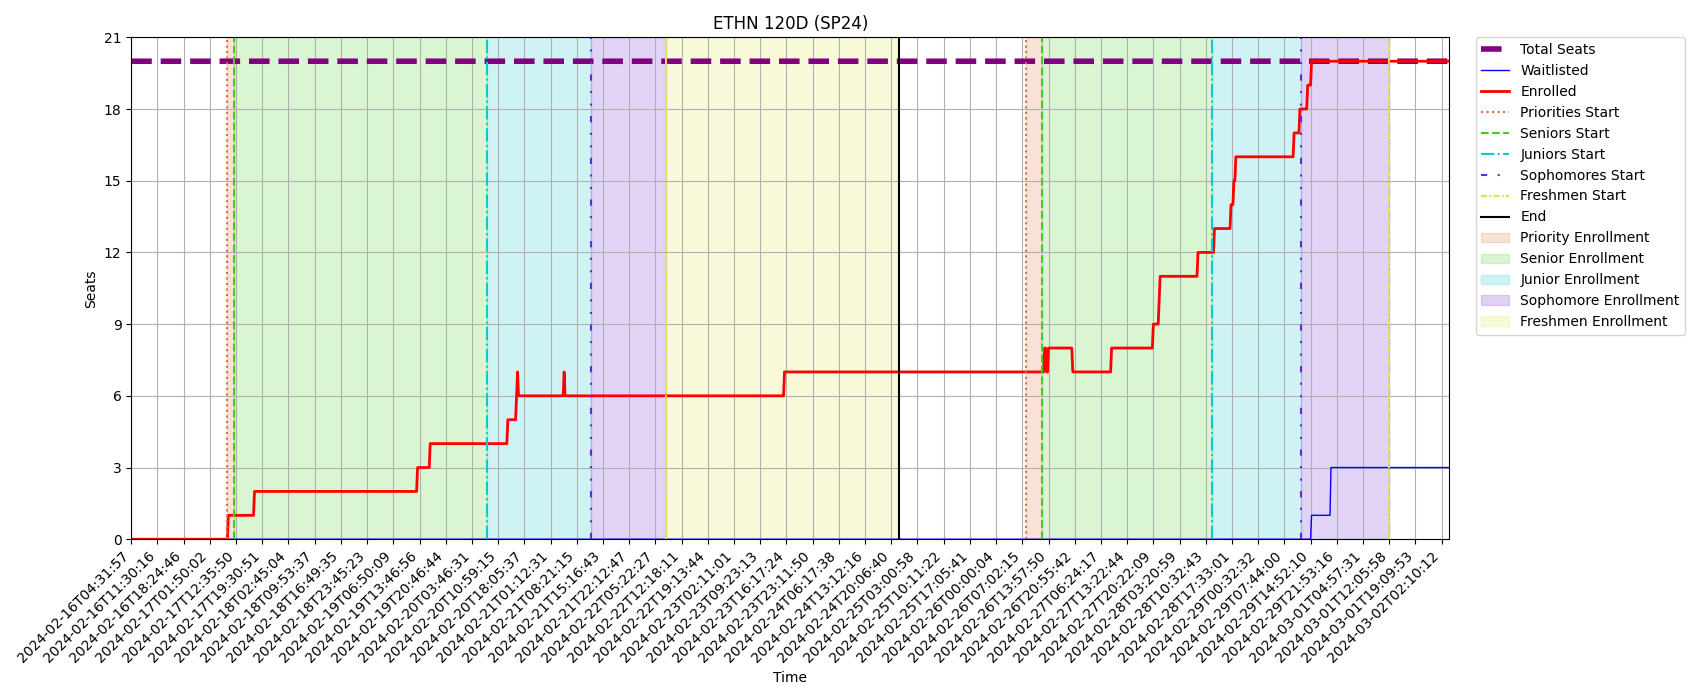 ETHN 120D (SP24)
21
18
15
12
9
6
3
0
Seats
2024-02-16T04:31:57
2024-02-16T11:30:16
2024-02-16T18:24:46
2024-02-17T01:50:02
2024-02-17T12:35:50
2024-02-17T19:30:51
2024-02-18T02:45:04
2024-02-18T09:53:37
2024-02-18T16:49:35
2024-02-18T23:45:23
2024-02-19T06:50:09
2024-02-19T13:46:56
2024-02-19T20:46:44
2024-02-20T03:46:31
2024-02-20T10:59:15
2024-02-20T18:05:37
2024-02-21T01:12:31
2024-02-21T08:21:15
2024-02-21T15:16:43
2024-02-21T22:12:47
2024-02-22T05:22:27
2024-02-22T12:18:11
2024-02-22T19:13:44
2024-02-23T02:11:01
2024-02-23T09:23:13
2024-02-23T16:17:24
2024-02-23T23:11:50
2024-02-24T06:17:38
2024-02-24T13:12:16
2024-02-24T20:06:40
2024-02-25T03:00:58
2024-02-25T10:11:22
2024-02-25T17:05:41
2024-02-26T00:00:04
2024-02-26T07:02:15
2024-02-26T13:57:50
2024-02-26T20:55:42
2024-02-27T06:24:17
2024-02-27T13:22:44
2024-02-27T20:22:09
2024-02-28T03:20:59
2024-02-28T10:32:43
2024-02-28T17:33:01
2024-02-29T00:32:32
2024-02-29T07:44:00
2024-02-29T14:52:10
2024-02-29T21:53:16
2024-03-01T04:57:31
2024-03-01T12:05:58
2024-03-01T19:09:53
2024-03-02T02:10:12
Time
Total Seats
Waitlisted
Enrolled
Priorities Start
Seniors Start
Juniors Start
Sophomores Start
Freshmen Start
End
Priority Enrollment
Senior Enrollment
Junior Enrollment
Sophomore Enrollment
Freshmen Enrollment